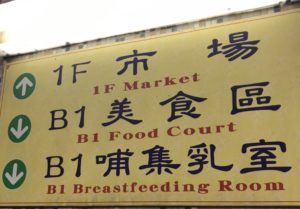 1F 市場
1F Market
B1 美食區
B1 Food Court
B1 哺集乳室
B1 Breastfeeding Room